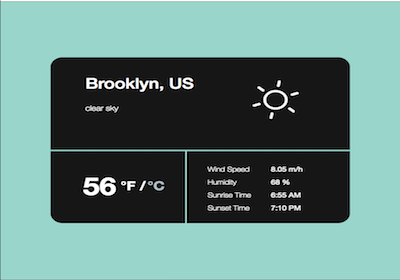 Brooklyn, US
clear sky
56 °F / °C
Wind Speed 8.05 m/h
Humidity 68 %
Sunrise Time 6:55 AM
Sunset Time 7:10 PM